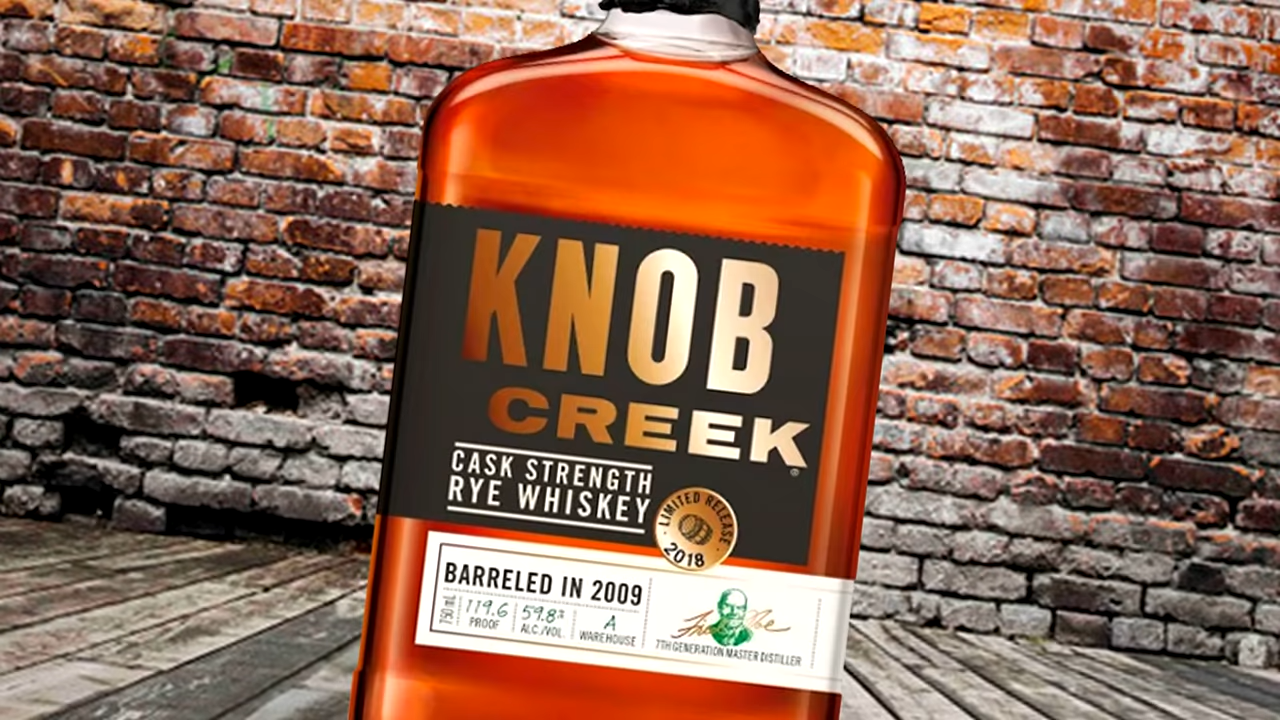 KNOB
CREEK®
CASK STRENGTH
RYE WHISKEY
LIMITED RELEASE
2018
BARRELED IN 2009
750 mL
119.6
PROOF
59.8%
ALC./VOL.
A
WAREHOUSE
7TH GENERATION MASTER DISTILLER